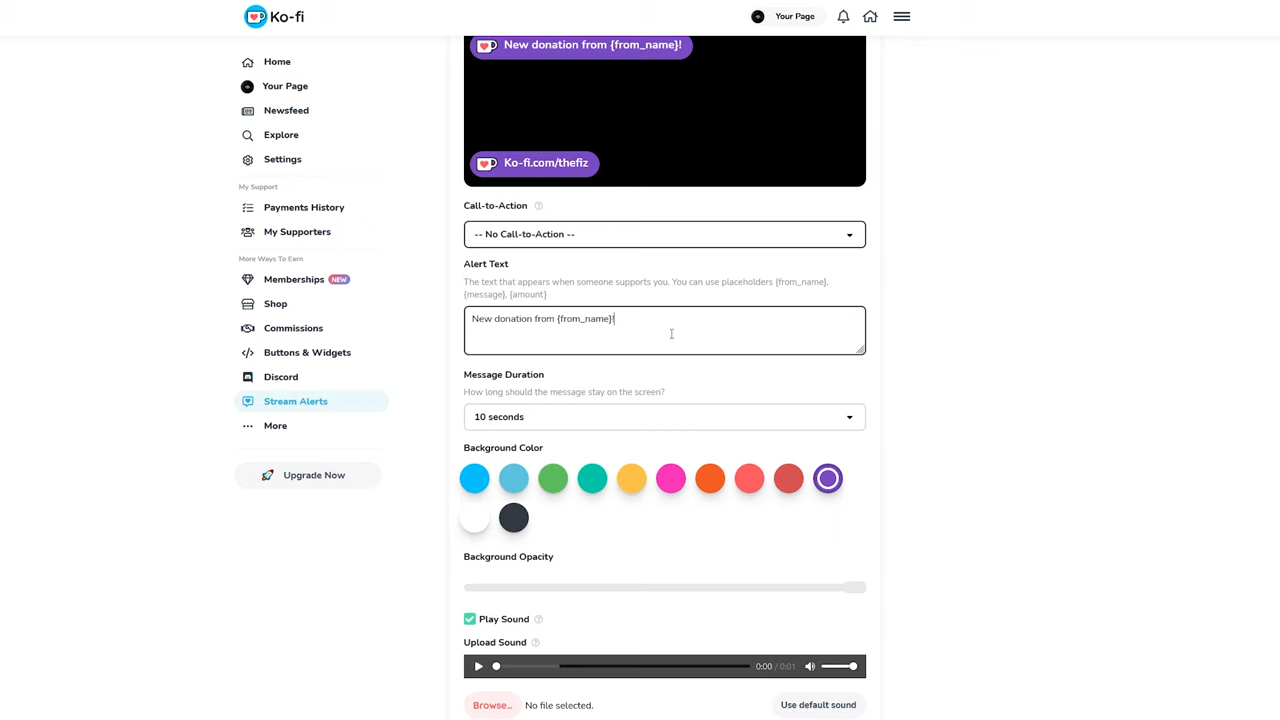 Ko-fi
Your Page
Home
Your Page
Newsfeed
Explore
Settings
My Support
Payments History
My Supporters
More Ways To Earn
Memberships NEW
Shop
Commissions
Buttons & Widgets
Discord
Stream Alerts
More
Upgrade Now
New donation from {from_name}!
Ko-fi.com/thefiz
Call-to-Action ?
-- No Call-to-Action --
Alert Text
The text that appears when someone supports you. You can use placeholders {from_name},
{message}, {amount}
New donation from {from_name}!
Message Duration
How long should the message stay on the screen?
10 seconds
Background Color
Background Opacity
Play Sound ?
Upload Sound ?
0:00 / 0:01
Browse... No file selected.
Use default sound